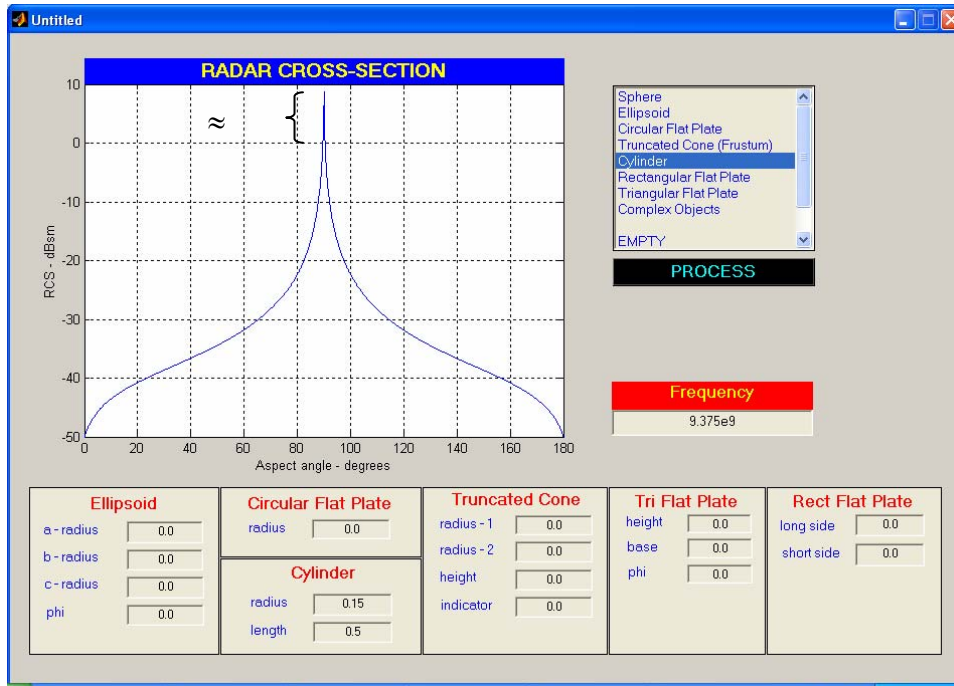 Untitled
RADAR CROSS-SECTION
10
0
-10
-20
-30
-40
-50
RCS - dBsm
≈
0 20 40 60 80 100 120 140 160 180
Aspect angle - degrees
Sphere
Ellipsoid
Circular Flat Plate
Truncated Cone (Frustum)
Cylinder
Rectangular Flat Plate
Triangular Flat Plate
Complex Objects
EMPTY
PROCESS
Frequency
9.375e9
Ellipsoid
a - radius 0.0
b - radius 0.0
c - radius 0.0
phi 0.0
Circular Flat Plate
radius 0.0
Cylinder
radius 0.15
length 0.5
Truncated Cone
radius - 1 0.0
radius - 2 0.0
height 0.0
indicator 0.0
Tri Flat Plate
height 0.0
base 0.0
phi 0.0
Rect Flat Plate
long side 0.0
short side 0.0